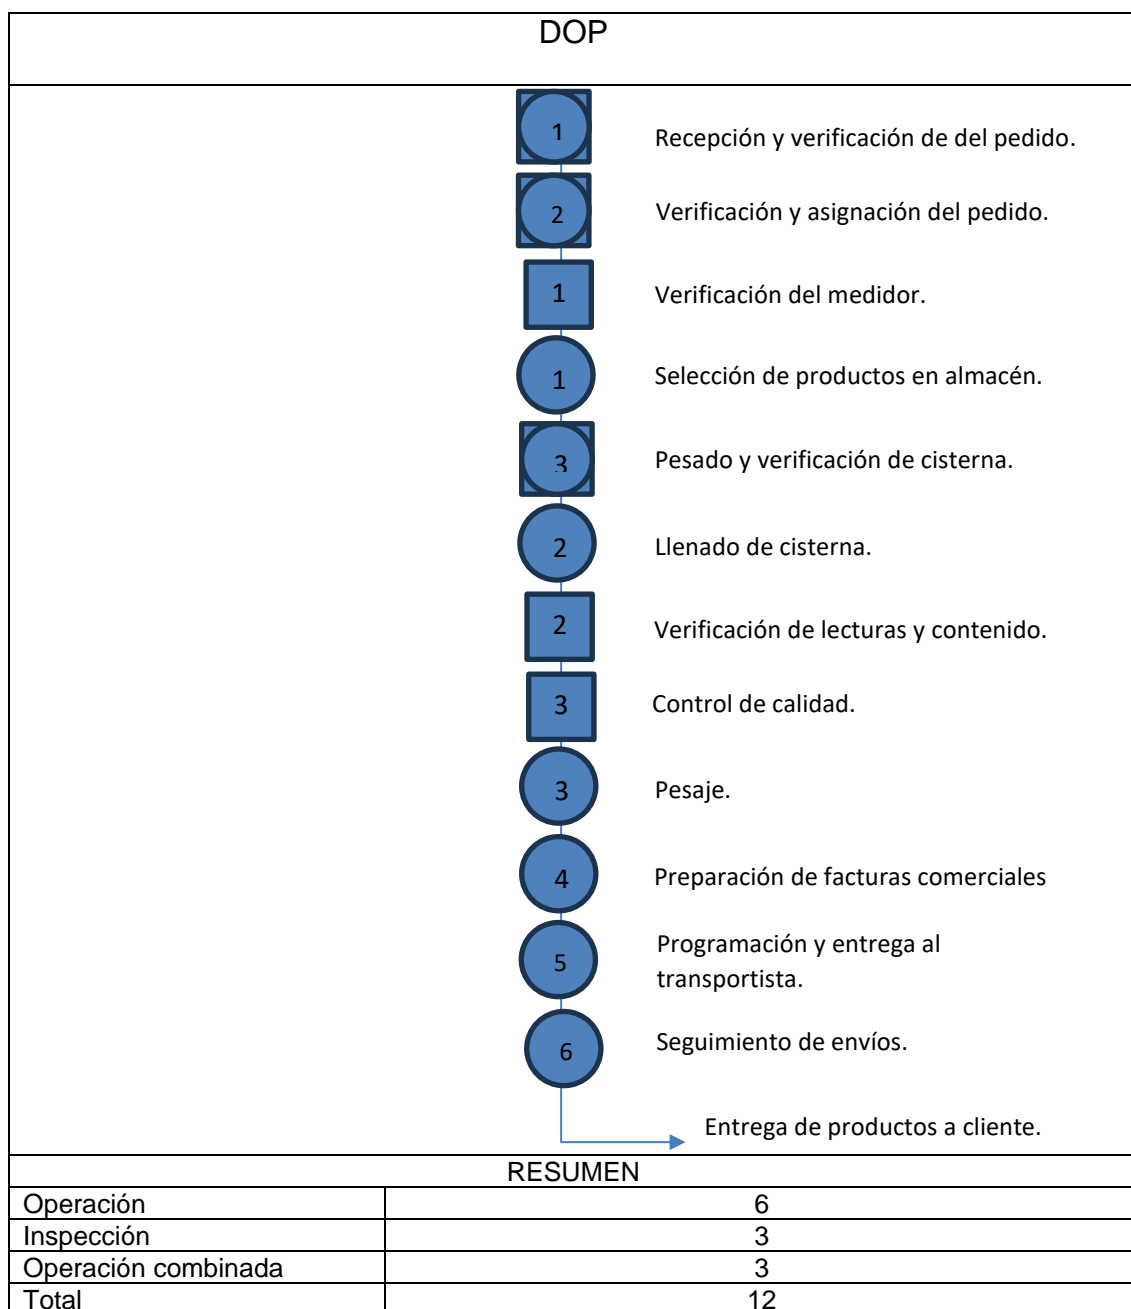 DOP
1 Recepción y verificación de del pedido.
2 Verificación y asignación del pedido.
1 Verificación del medidor.
1 Selección de productos en almacén.
3 Pesado y verificación de cisterna.
2 Llenado de cisterna.
2 Verificación de lecturas y contenido.
3 Control de calidad.
3 Pesaje.
4 Preparación de facturas comerciales
Programación y entrega al
5 transportista.
6 Seguimiento de envíos.
Entrega de productos a cliente.
RESUMEN
Operación 6
Inspección 3
Operación combinada 3
Total 12